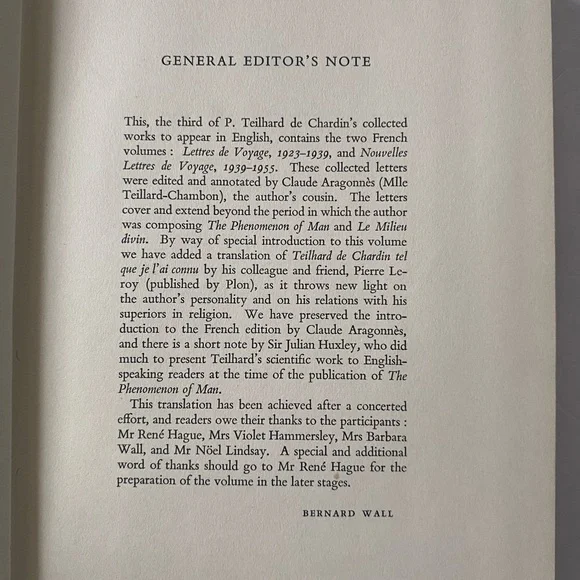 GENERAL EDITOR'S NOTE
This, the third of P. Teilhard de Chardin's collected
works to appear in English, contains the two French
volumes : Lettres de Voyage, 1923–1939, and Nouvelles
Lettres de Voyage, 1939–1955. These collected letters
were edited and annotated by Claude Aragonnès (Mlle
Teillard-Chambon), the author's cousin. The letters
cover and extend beyond the period in which the author
was composing The Phenomenon of Man and Le Milieu
divin. By way of special introduction to this volume
we have added a translation of Teilhard de Chardin tel
que je l'ai connu by his colleague and friend, Pierre Le-
roy (published by Plon), as it throws new light on
the author's personality and on his relations with his
superiors in religion. We have preserved the intro-
duction to the French edition by Claude Aragonnès,
and there is a short note by Sir Julian Huxley, who did
much to present Teilhard's scientific work to English-
speaking readers at the time of the publication of The
Phenomenon of Man.
This translation has been achieved after a concerted
effort, and readers owe their thanks to the participants :
Mr René Hague, Mrs Violet Hammersley, Mrs Barbara
Wall, and Mr Nöel Lindsay. A special and additional
word of thanks should go to Mr René Hague for the
preparation of the volume in the later stages.
BERNARD WALL